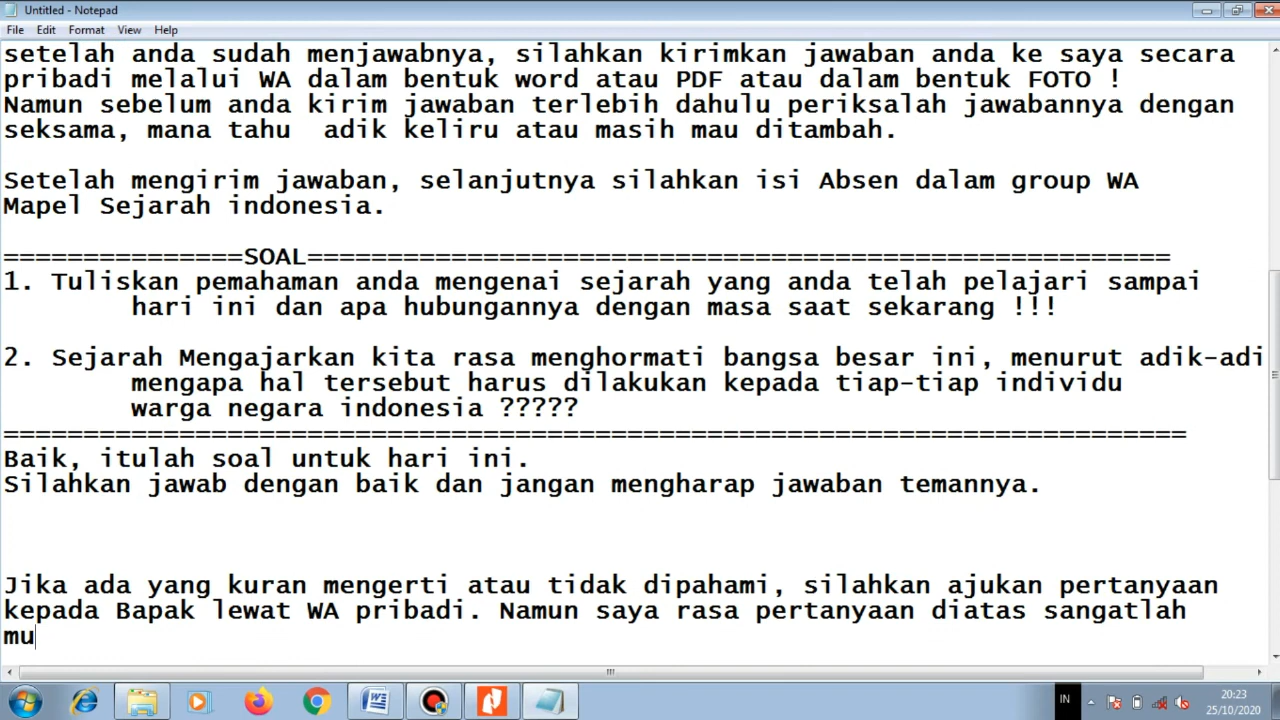 Untitled - Notepad
File Edit Format View Help
setelah anda sudah menjawabnya, silahkan kirimkan jawaban anda ke saya secara
pribadi melalui WA dalam bentuk word atau PDF atau dalam bentuk FOTO !
Namun sebelum anda kirim jawaban terlebih dahulu periksalah jawabannya dengan
seksama, mana tahu  adik keliru atau masih mau ditambah.
Setelah mengirim jawaban, selanjutnya silahkan isi Absen dalam group WA
Mapel Sejarah indonesia.
===============SOAL======================================================
1. Tuliskan pemahaman anda mengenai sejarah yang anda telah pelajari sampai
hari ini dan apa hubungannya dengan masa saat sekarang !!!
2. Sejarah Mengajarkan kita rasa menghormati bangsa besar ini, menurut adik-adi
mengapa hal tersebut harus dilakukan kepada tiap-tiap individu
warga negara indonesia ?????
==========================================================================
Baik, itulah soal untuk hari ini.
Silahkan jawab dengan baik dan jangan mengharap jawaban temannya.
Jika ada yang kuran mengerti atau tidak dipahami, silahkan ajukan pertanyaan
kepada Bapak lewat WA pribadi. Namun saya rasa pertanyaan diatas sangatlah
mu
IN
20:23
25/10/2020